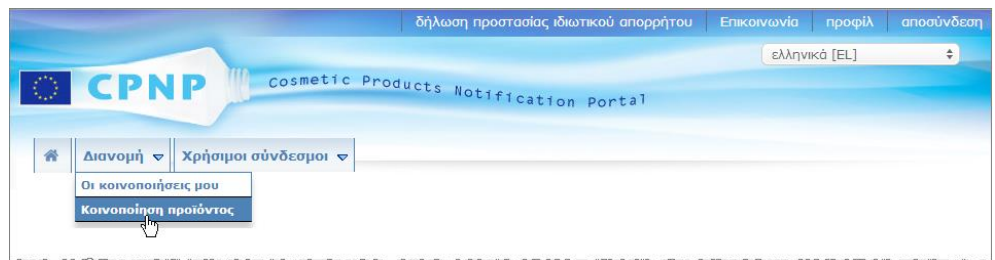 δήλωση προστασίας ιδιωτικού απορρήτου Επικοινωνία προφίλ αποσύνδεση
ελληνικά [EL]
CPNP Cosmetic Products Notification Portal
Διανομή Χρήσιμοι σύνδεσμοι
Οι κοινοποιήσεις μου
Κοινοποίηση προϊόντος